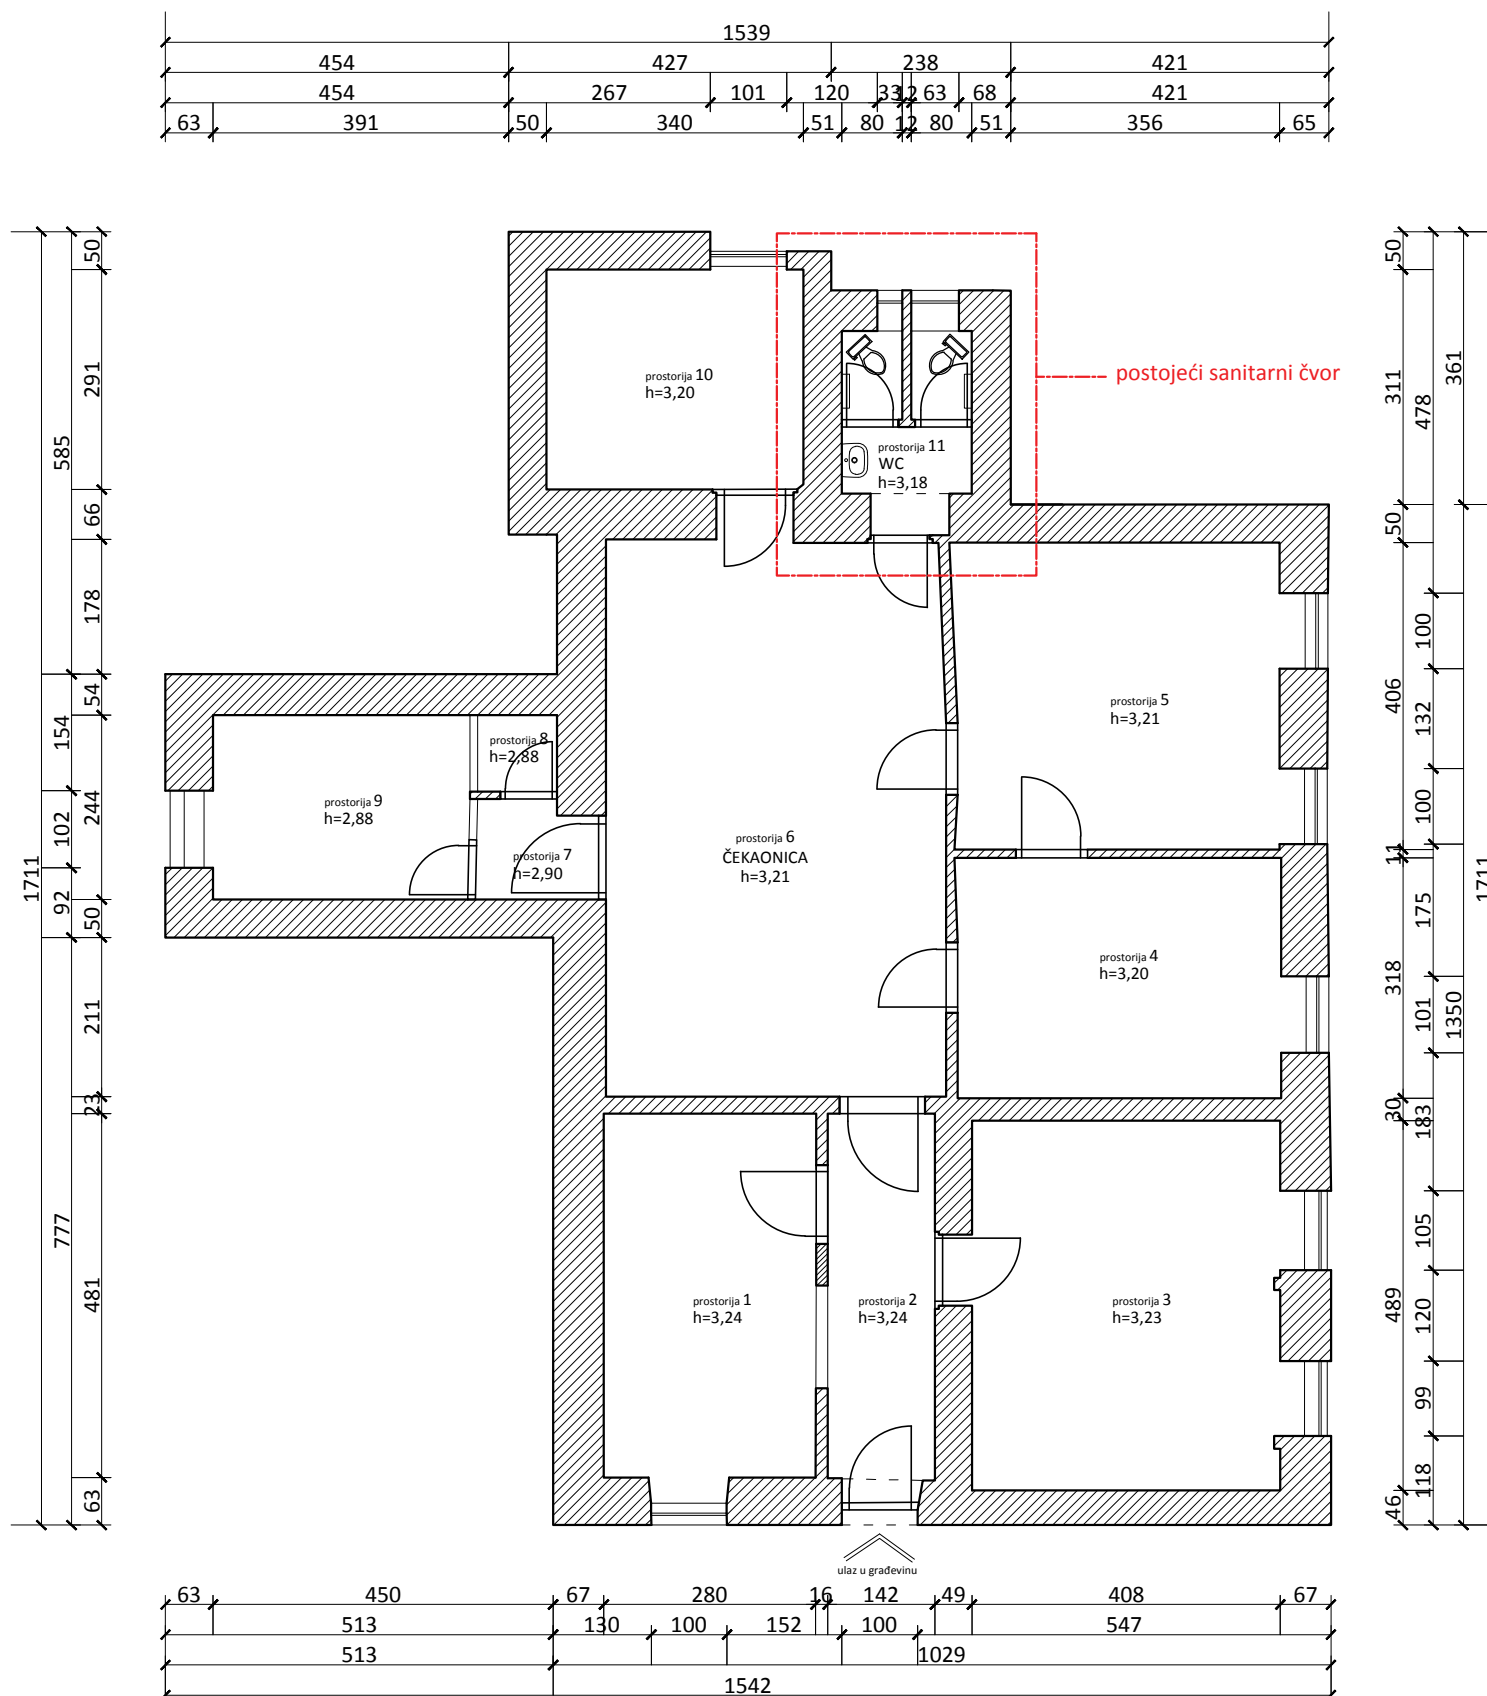 1539
454 427 238 421
454 267 101 120 33 12 63 68 421
63 391 50 340 51 80 12 80 51 356 65
1711
585 154 102 92 777
50 291 66 178 54 244 50 211 23 481 63
50 311 50 406 11 318 30 489 46
478 100 132 100 175 101 183 105 120 99 118
361 1350
1711
postojeći sanitarni čvor
prostorija 10
h=3,20
prostorija 11
WC
h=3,18
prostorija 5
h=3,21
prostorija 8
h=2,88
prostorija 9
h=2,88
prostorija 7
h=2,90
prostorija 6
ČEKAONICA
h=3,21
prostorija 4
h=3,20
prostorija 1
h=3,24
prostorija 2
h=3,24
prostorija 3
h=3,23
ulaz u građevinu
63 450 67 280 16 142 49 408 67
513 130 100 152 100 547
513 1029
1542